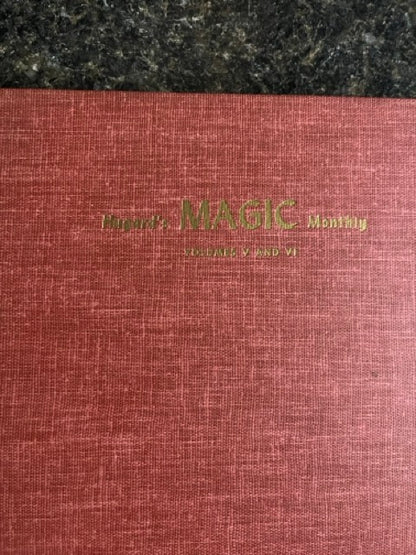 Hugard's MAGIC Monthly
VOLUMES V AND VI